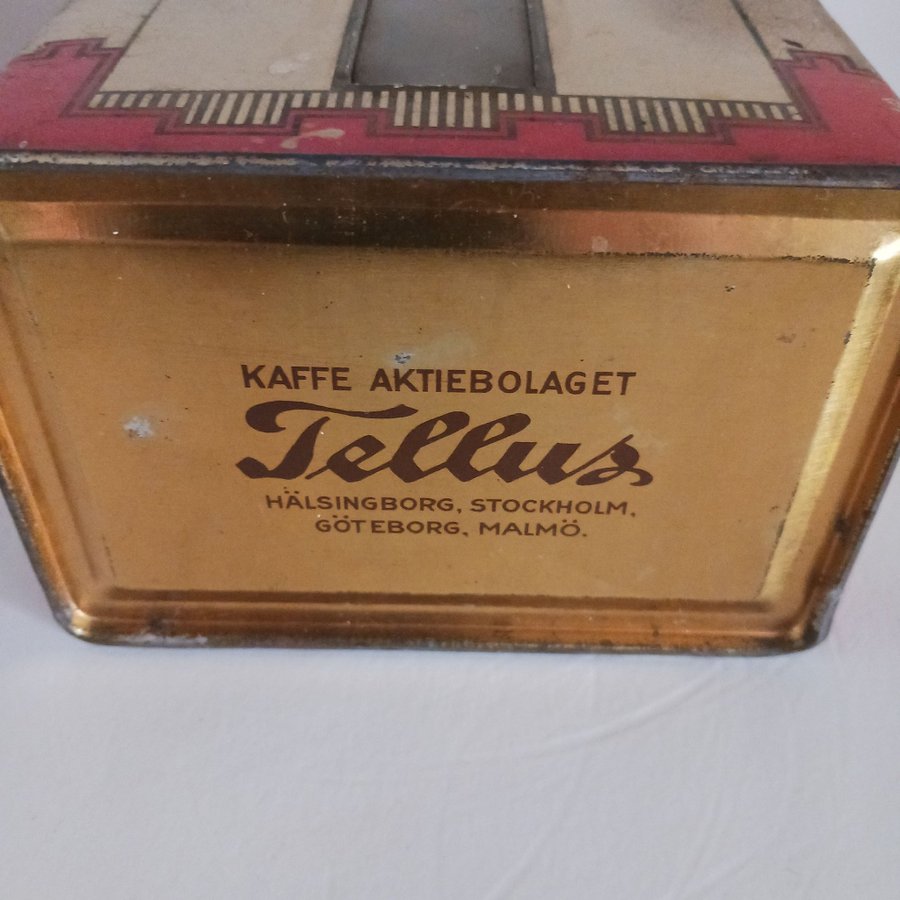 KAFFE AKTIEBOLAGET
Tellus
HÄLSINGBORG, STOCKHOLM,
GÖTEBORG, MALMÖ.